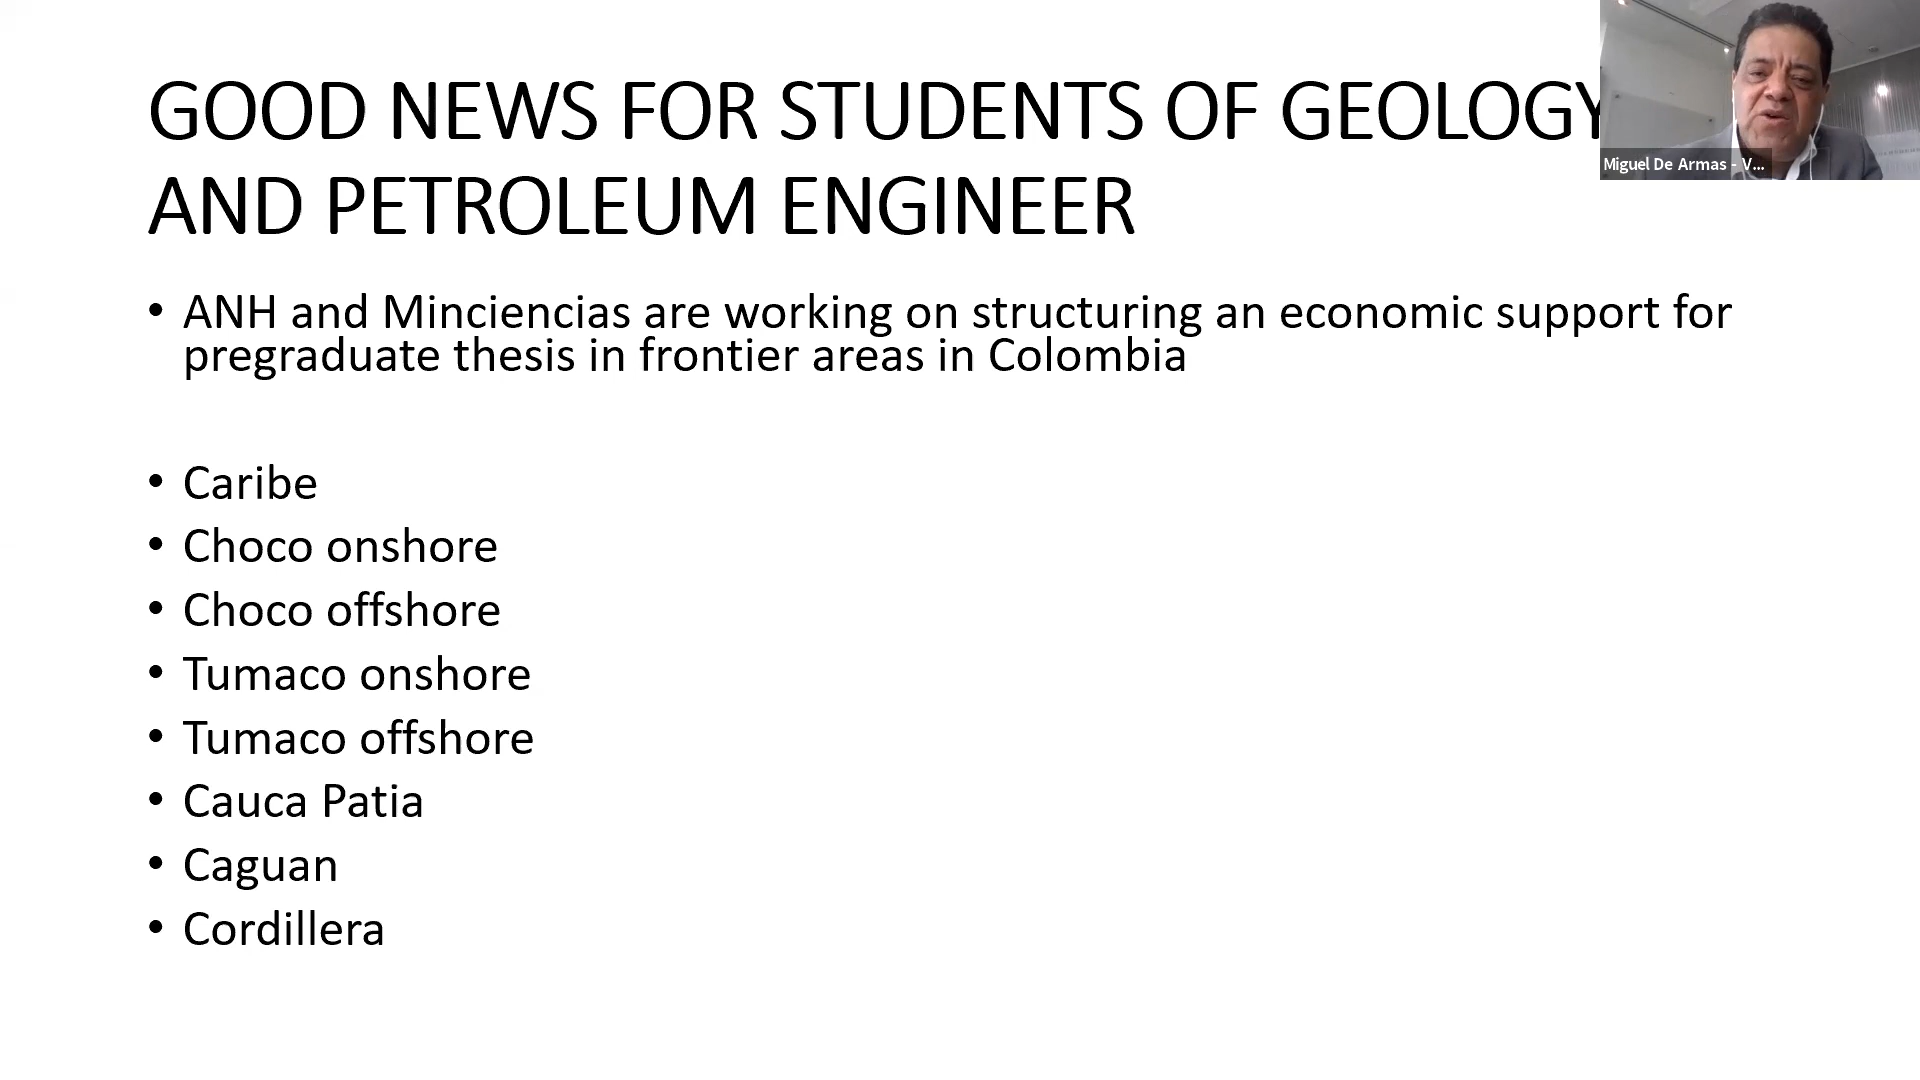 GOOD NEWS FOR STUDENTS OF GEOLOGY
AND PETROLEUM ENGINEER
• ANH and Minciencias are working on structuring an economic support for
pregraduate thesis in frontier areas in Colombia
• Caribe
• Choco onshore
• Choco offshore
• Tumaco onshore
• Tumaco offshore
• Cauca Patia
• Caguan
• Cordillera
Miguel De Armas - V...